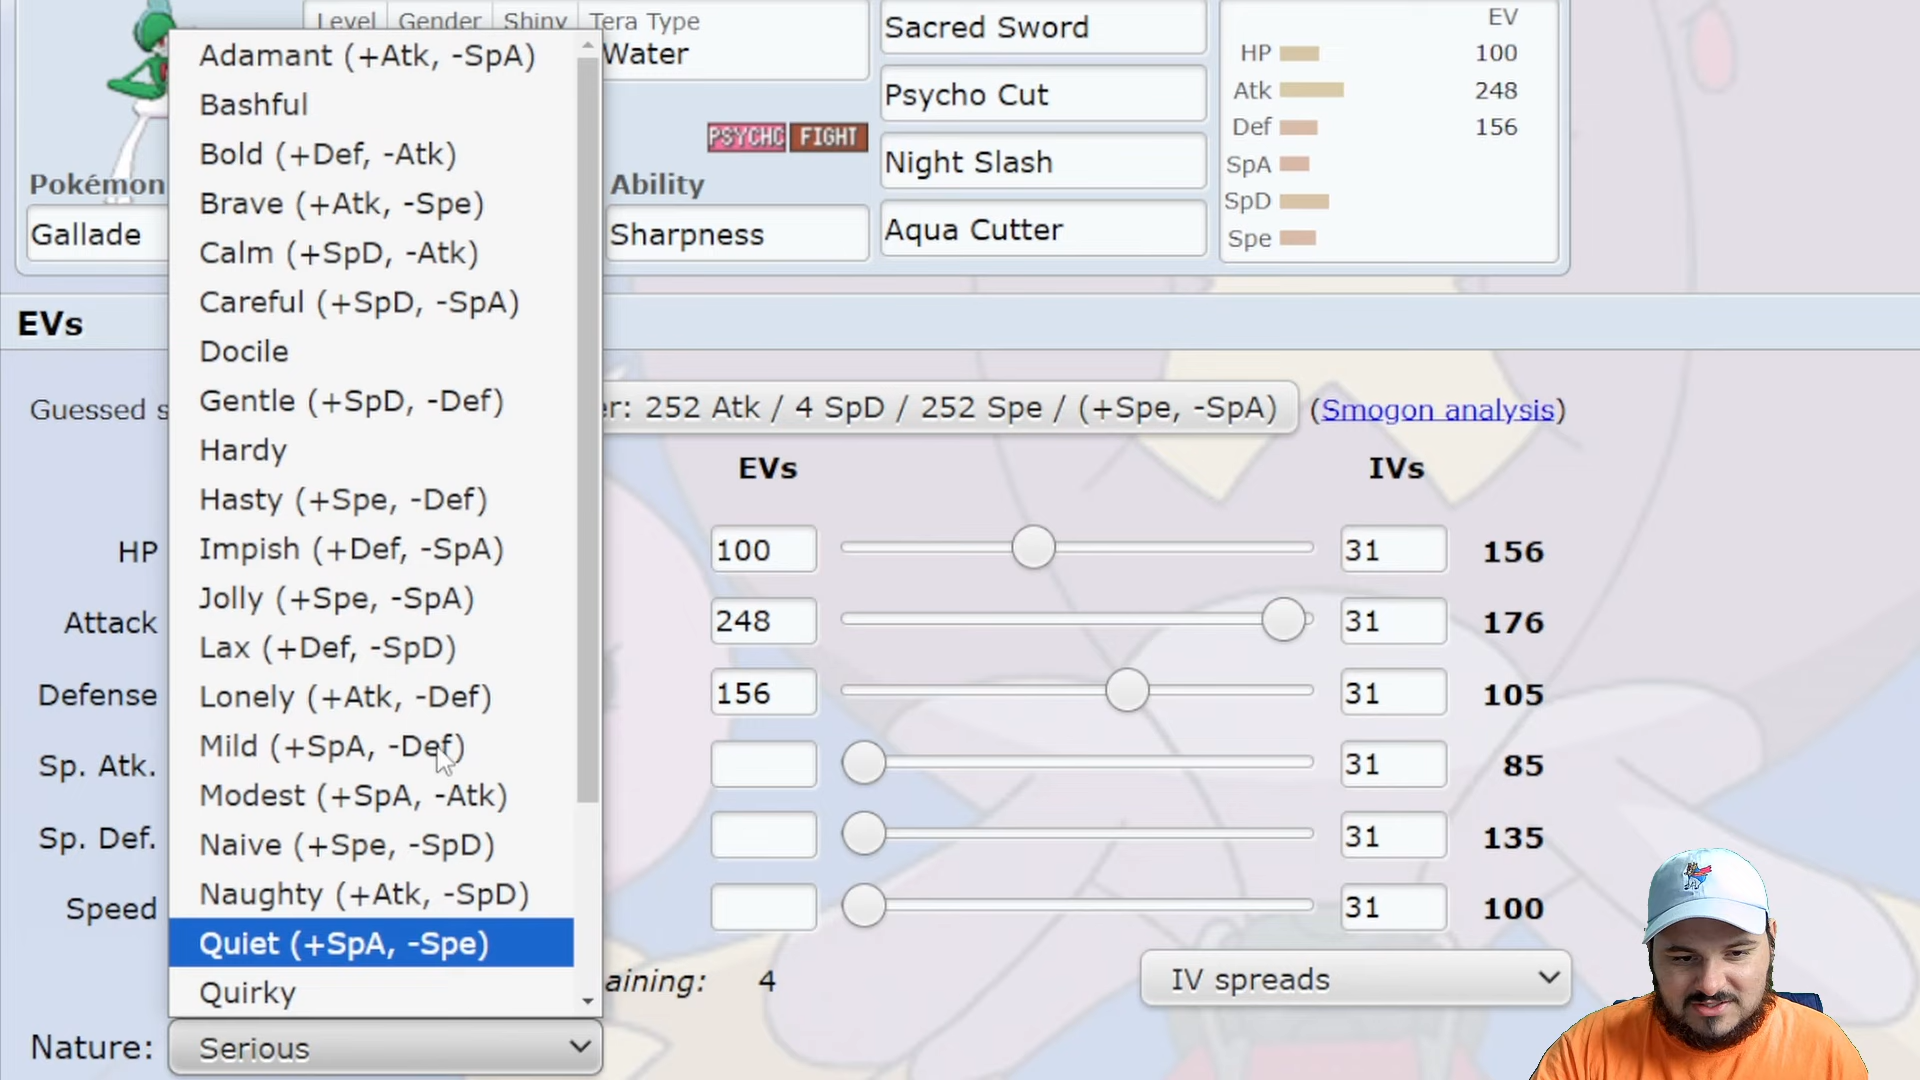 Level Gender Shiny Tera Type
Water
Pokémon
Gallade
PSYCHC FIGHT
Ability
Sharpness
Sacred Sword
Psycho Cut
Night Slash
Aqua Cutter
EV
HP 100
Atk 248
Def 156
SpA
SpD
Spe
Adamant (+Atk, -SpA)
Bashful
Bold (+Def, -Atk)
Brave (+Atk, -Spe)
Calm (+SpD, -Atk)
Careful (+SpD, -SpA)
Docile
Gentle (+SpD, -Def)
Hardy
Hasty (+Spe, -Def)
Impish (+Def, -SpA)
Jolly (+Spe, -SpA)
Lax (+Def, -SpD)
Lonely (+Atk, -Def)
Mild (+SpA, -Def)
Modest (+SpA, -Atk)
Naive (+Spe, -SpD)
Naughty (+Atk, -SpD)
Quiet (+SpA, -Spe)
Quirky
EVs
Guessed s er: 252 Atk / 4 SpD / 252 Spe / (+Spe, -SpA) (Smogon analysis)
EVs IVs
HP 100 31 156
Attack 248 31 176
Defense 156 31 105
Sp. Atk. 31 85
Sp. Def. 31 135
Speed 31 100
aining: 4
IV spreads
Nature: Serious